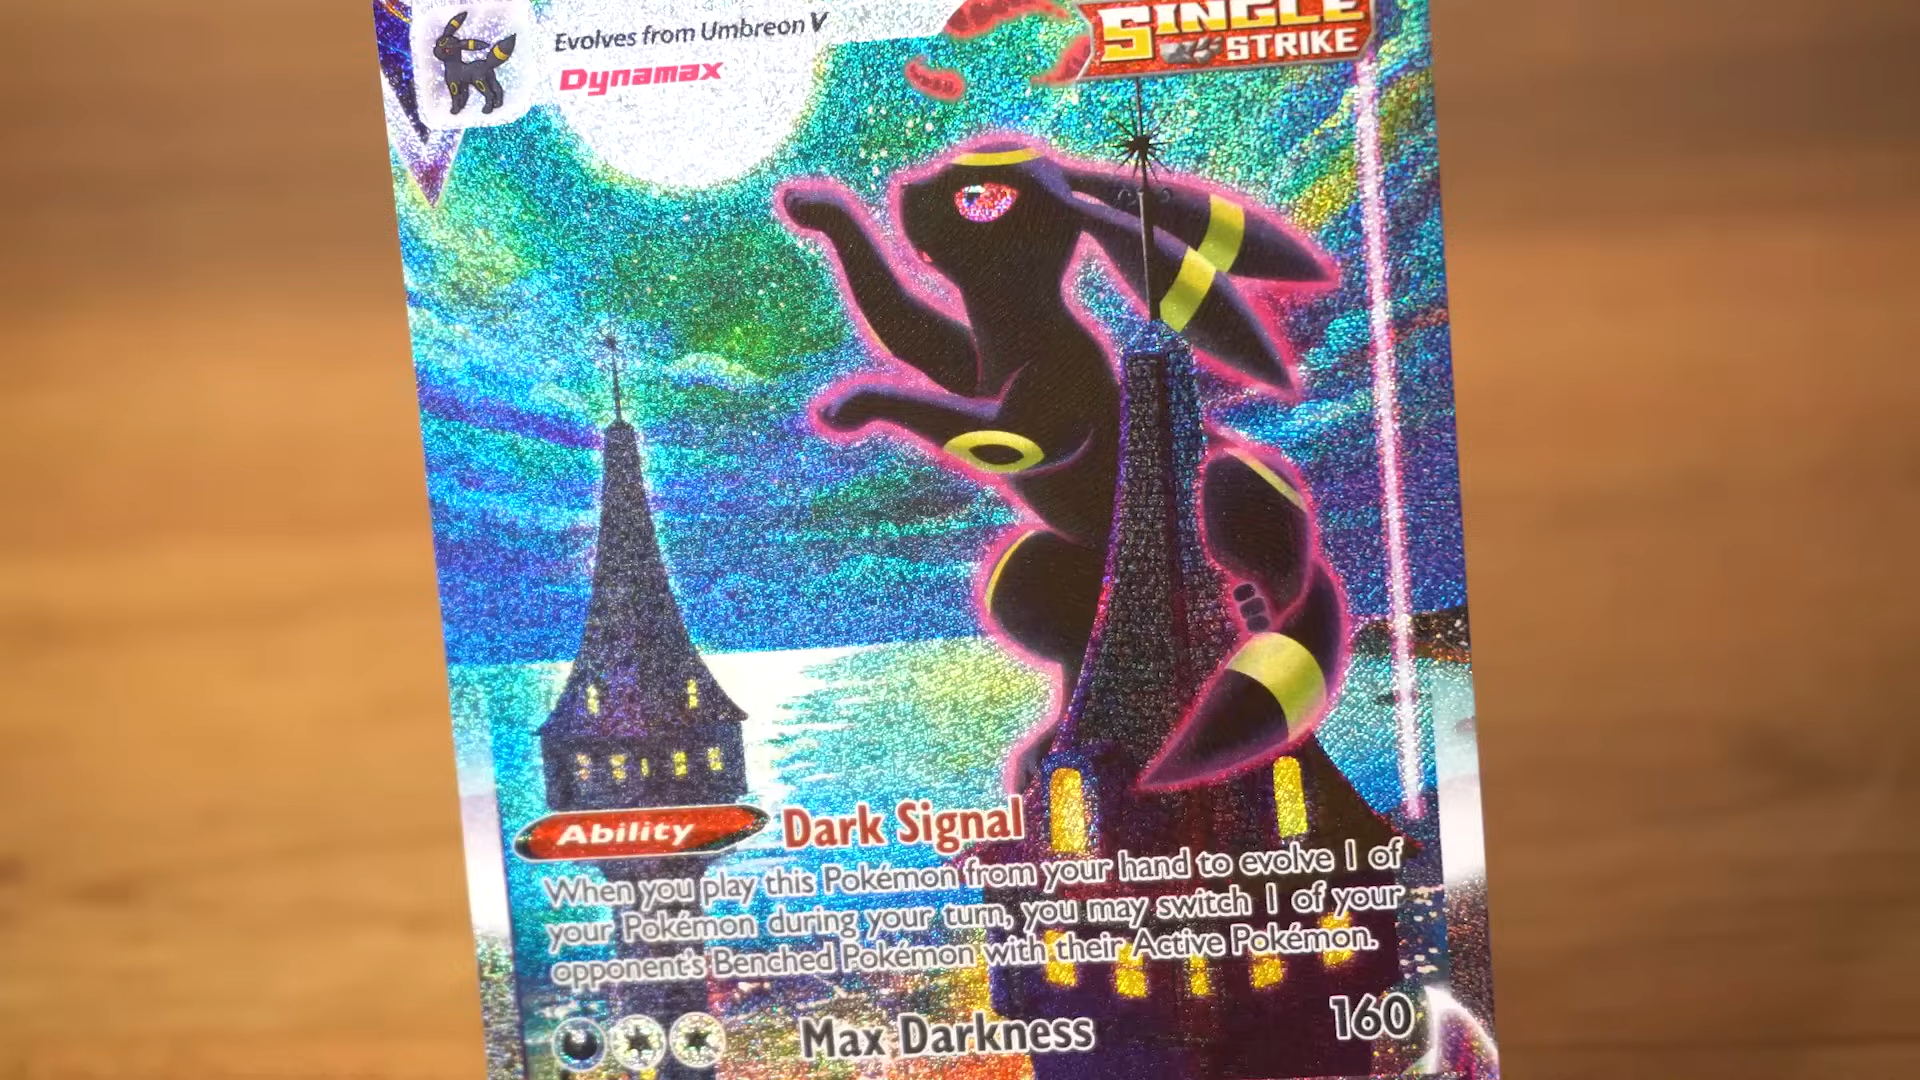 Evolves from Umbreon V
Dynamax
SINGLE
STRIKE
Ability Dark Signal
When you play this Pokémon from your hand to evolve 1 of
your Pokémon during your turn, you may switch 1 of your
opponent's Benched Pokémon with their Active Pokémon.
Max Darkness 160